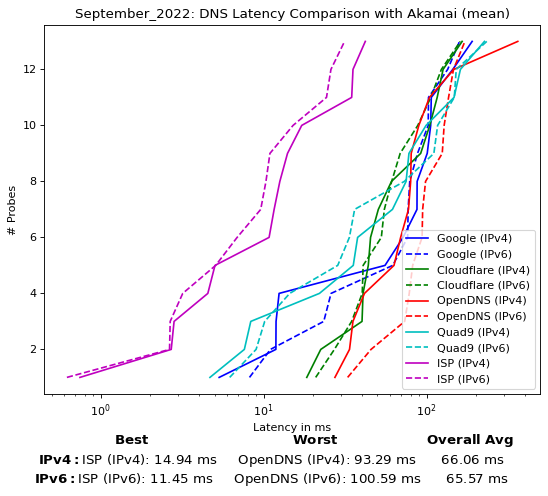 September_2022: DNS Latency Comparison with Akamai (mean)
12
10
8
6
4
2
# Probes
Google (IPv4)
Google (IPv6)
Cloudflare (IPv4)
Cloudflare (IPv6)
OpenDNS (IPv4)
OpenDNS (IPv6)
Quad9 (IPv4)
Quad9 (IPv6)
ISP (IPv4)
ISP (IPv6)
10⁰ 10¹ 10²
Latency in ms
Best Worst Overall Avg
IPv4: ISP (IPv4): 14.94 ms OpenDNS (IPv4): 93.29 ms 66.06 ms
IPv6: ISP (IPv6): 11.45 ms OpenDNS (IPv6): 100.59 ms 65.57 ms